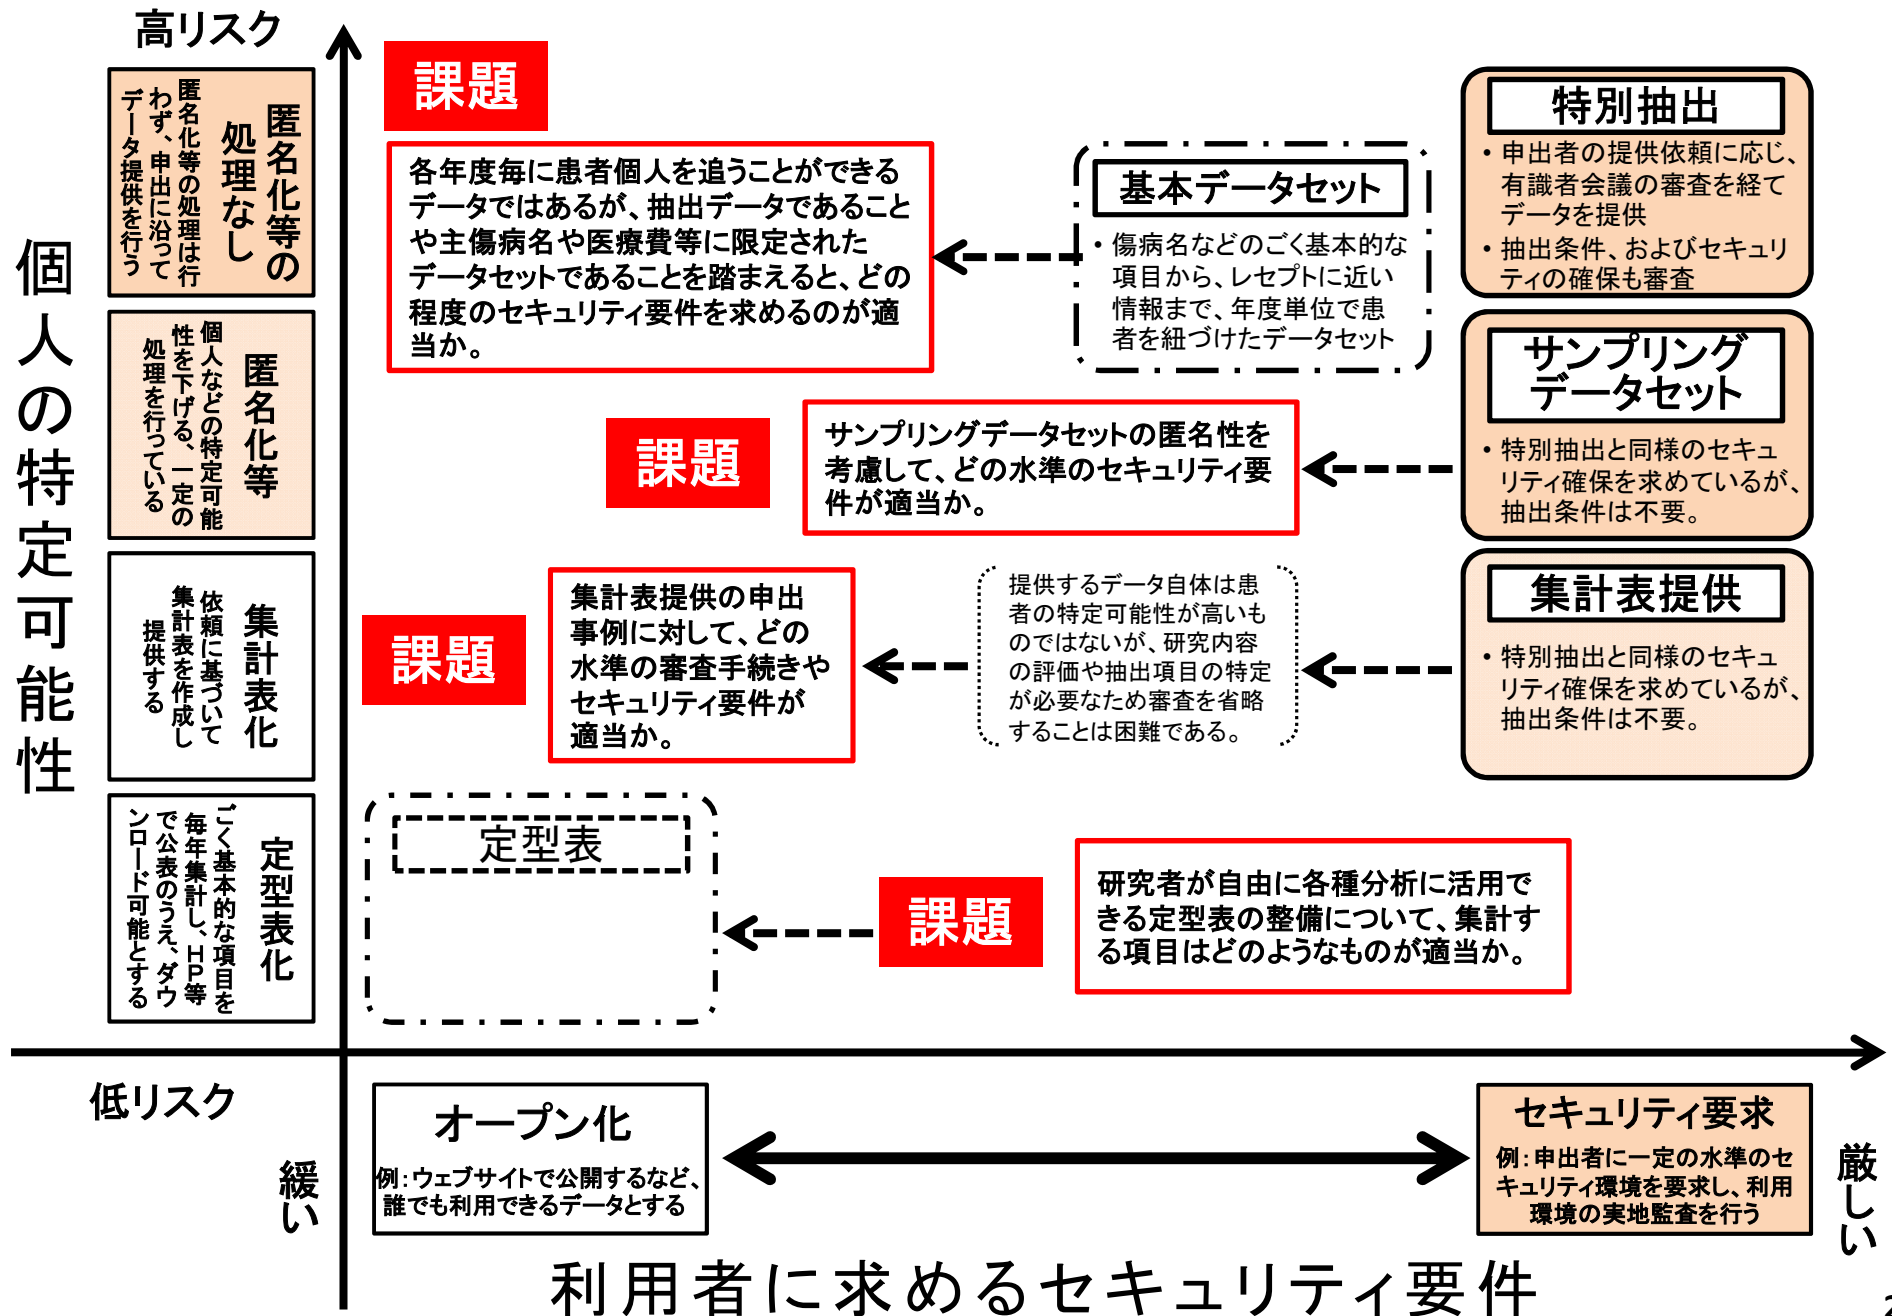 高リスク
個人の特定可能性
匿名化等の
処理なし
匿名化等の処理は行
わず、申出に沿って
データ提供を行う
匿名化等
個人などの特定可能
性を下げる、一定の
処理を行っている
集計表化
依頼に基づいて
集計表を作成し
提供する
定型表化
ごく基本的な項目を
毎年集計し、HP等
で公表のうえ、ダウ
ンロード可能とする
課題
各年度毎に患者個人を追うことができる
データではあるが、抽出データであること
や主傷病名や医療費等に限定された
データセットであることを踏まえると、どの
程度のセキュリティ要件を求めるのが適
当か。
基本データセット
・傷病名などのごく基本的な
項目から、レセプトに近い
情報まで、年度単位で患
者を紐づけたデータセット
特別抽出
・申出者の提供依頼に応じ、
有識者会議の審査を経て
データを提供
・抽出条件、およびセキュリ
ティの確保も審査
課題
サンプリングデータセットの匿名性を
考慮して、どの水準のセキュリティ要
件が適当か。
サンプリング
データセット
・特別抽出と同様のセキュ
リティ確保を求めているが、
抽出条件は不要。
課題
集計表提供の申出
事例に対して、どの
水準の審査手続きや
セキュリティ要件が
適当か。
提供するデータ自体は患
者の特定可能性が高いも
のではないが、研究内容
の評価や抽出項目の特定
が必要なため審査を省略
することは困難である。
集計表提供
・特別抽出と同様のセキュ
リティ確保を求めているが、
抽出条件は不要。
定型表
課題
研究者が自由に各種分析に活用で
きる定型表の整備について、集計す
る項目はどのようなものが適当か。
低リスク
緩い
オープン化
例：ウェブサイトで公開するなど、
誰でも利用できるデータとする
セキュリティ要求
例：申出者に一定の水準のセ
キュリティ環境を要求し、利用
環境の実地監査を行う
厳しい
利用者に求めるセキュリティ要件